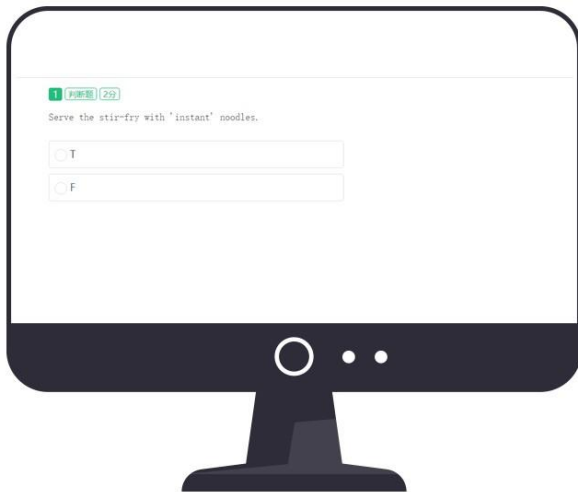 1 判断题 2分
Serve the stir-fry with 'instant' noodles.
T
F